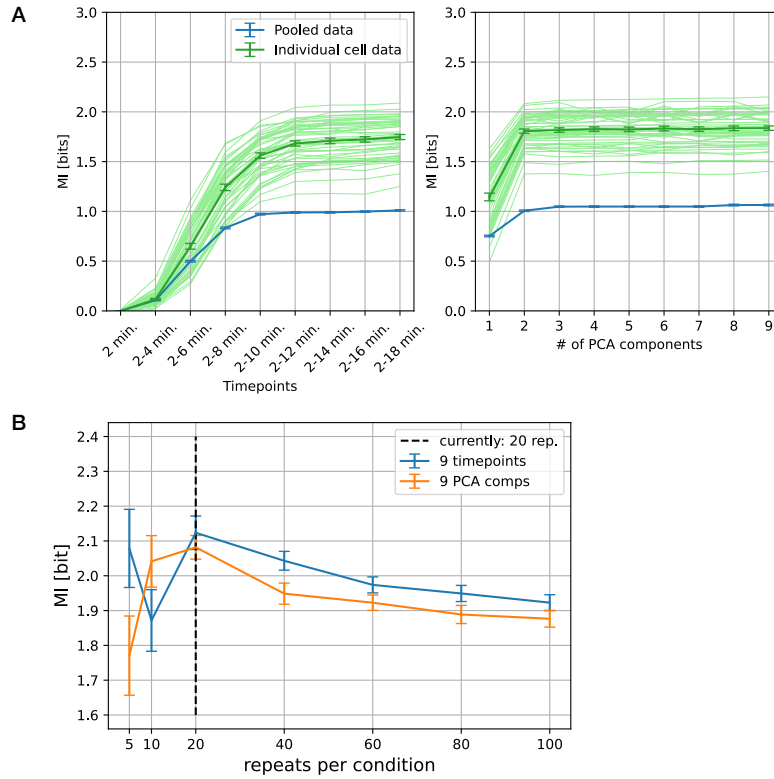 A
3.0
2.5
2.0
1.5
1.0
0.5
0.0
MI [bits]
Pooled data
Individual cell data
2 min.
2-4 min.
2-6 min.
2-8 min.
2-10 min.
2-12 min.
2-14 min.
2-16 min.
2-18 min.
Timepoints
3.0
2.5
2.0
1.5
1.0
0.5
0.0
MI [bits]
1 2 3 4 5 6 7 8 9
# of PCA components
B
2.4
2.3
2.2
2.1
2.0
1.9
1.8
1.7
1.6
MI [bit]
currently: 20 rep.
9 timepoints
9 PCA comps
5 10 20 40 60 80 100
repeats per condition